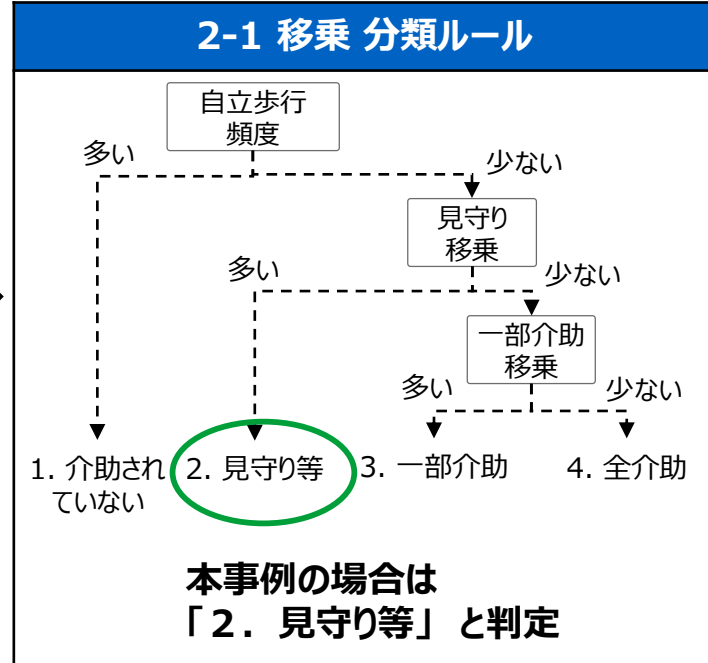 2-1 移乗 分類ルール
自立歩行
頻度
多い
少ない
見守り
移乗
多い
少ない
一部介助
移乗
多い
少ない
1. 介助され
ていない
2. 見守り等
3. 一部介助
4. 全介助
本事例の場合は
「２．見守り等」と判定